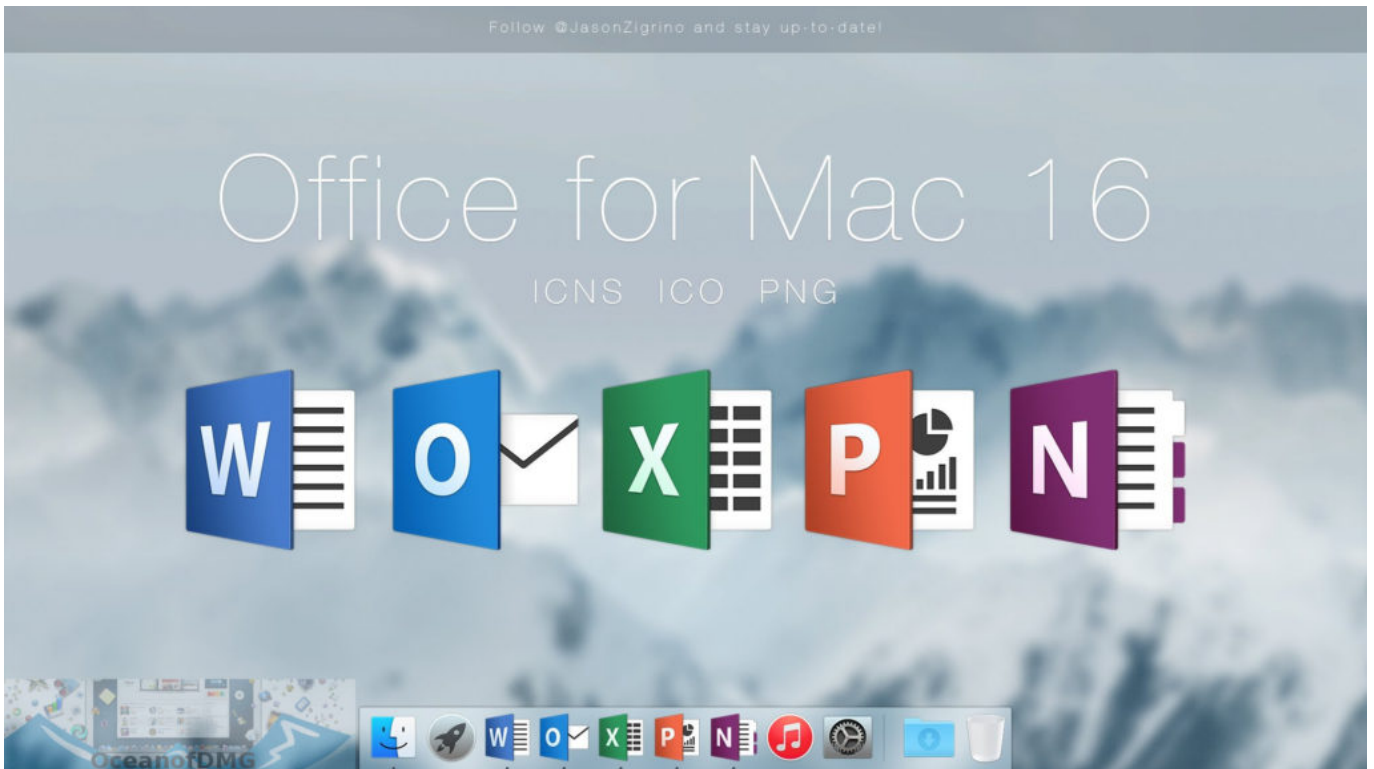 Follow @JasonZigrino and stay up-to-date!
Office for Mac 16
ICNS ICO PNG
W O X P N
W O X P N
OceanofDMG